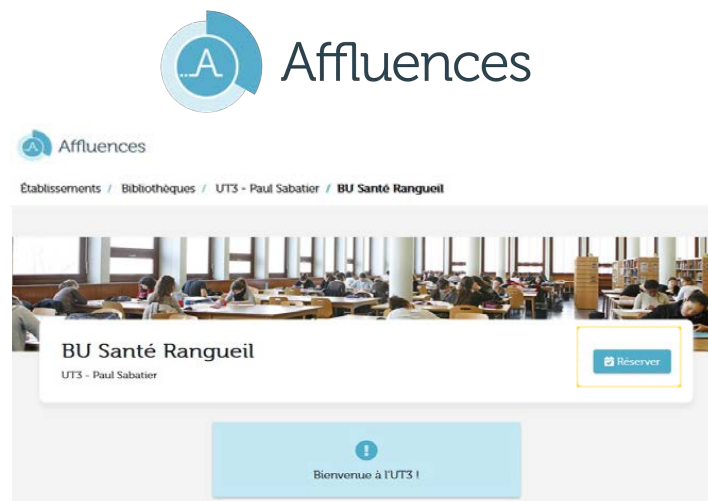 Affluences
Affluences
Établissements / Bibliothèques / UT3 - Paul Sabatier / BU Santé Rangueil
BU Santé Rangueil
UT3 - Paul Sabatier
Réserver
Bienvenue à l'UT3 !